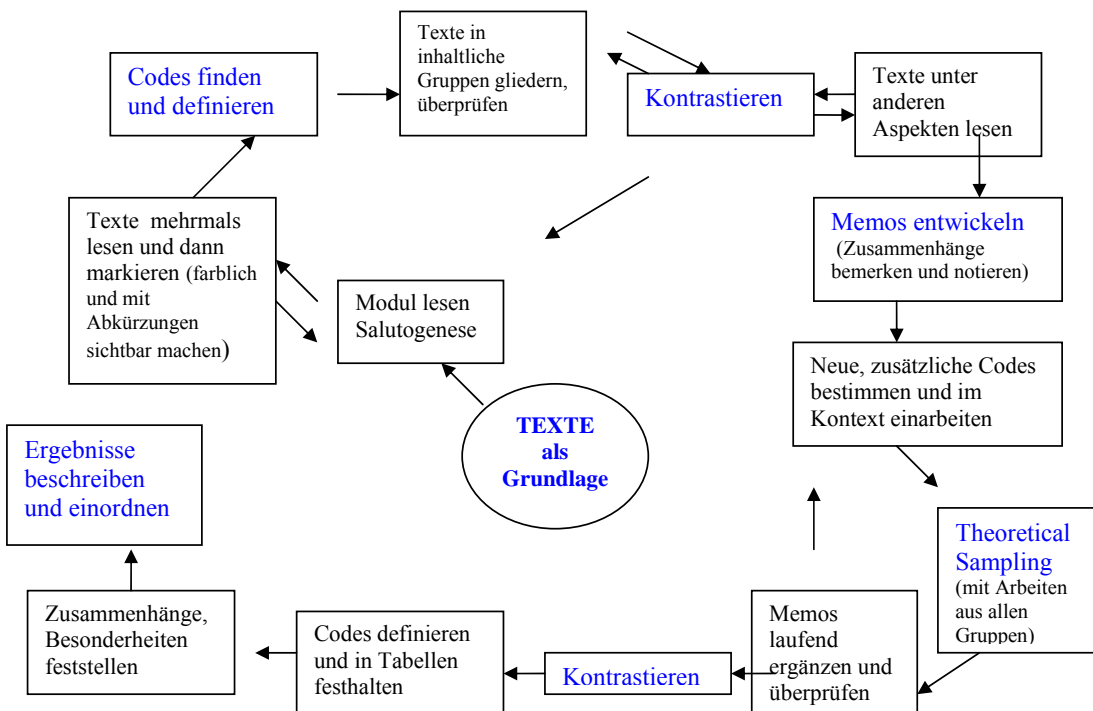 Texte in
inhaltliche
Gruppen gliedern,
überprüfen
Codes finden
und definieren
Kontrastieren
Texte unter
anderen
Aspekten lesen
Texte mehrmals
lesen und dann
markieren (farblich
und mit
Abkürzungen
sichtbar machen)
Memos entwickeln
(Zusammenhänge
bemerken und notieren)
Modul lesen
Salutogenese
Neue, zusätzliche Codes
bestimmen und im
Kontext einarbeiten
TEXTE
als
Grundlage
Ergebnisse
beschreiben
und einordnen
Theoretical
Sampling
(mit Arbeiten
aus allen
Gruppen)
Zusammenhänge,
Besonderheiten
feststellen
Codes definieren
und in Tabellen
festhalten
Kontrastieren
Memos
laufend
ergänzen und
überprüfen